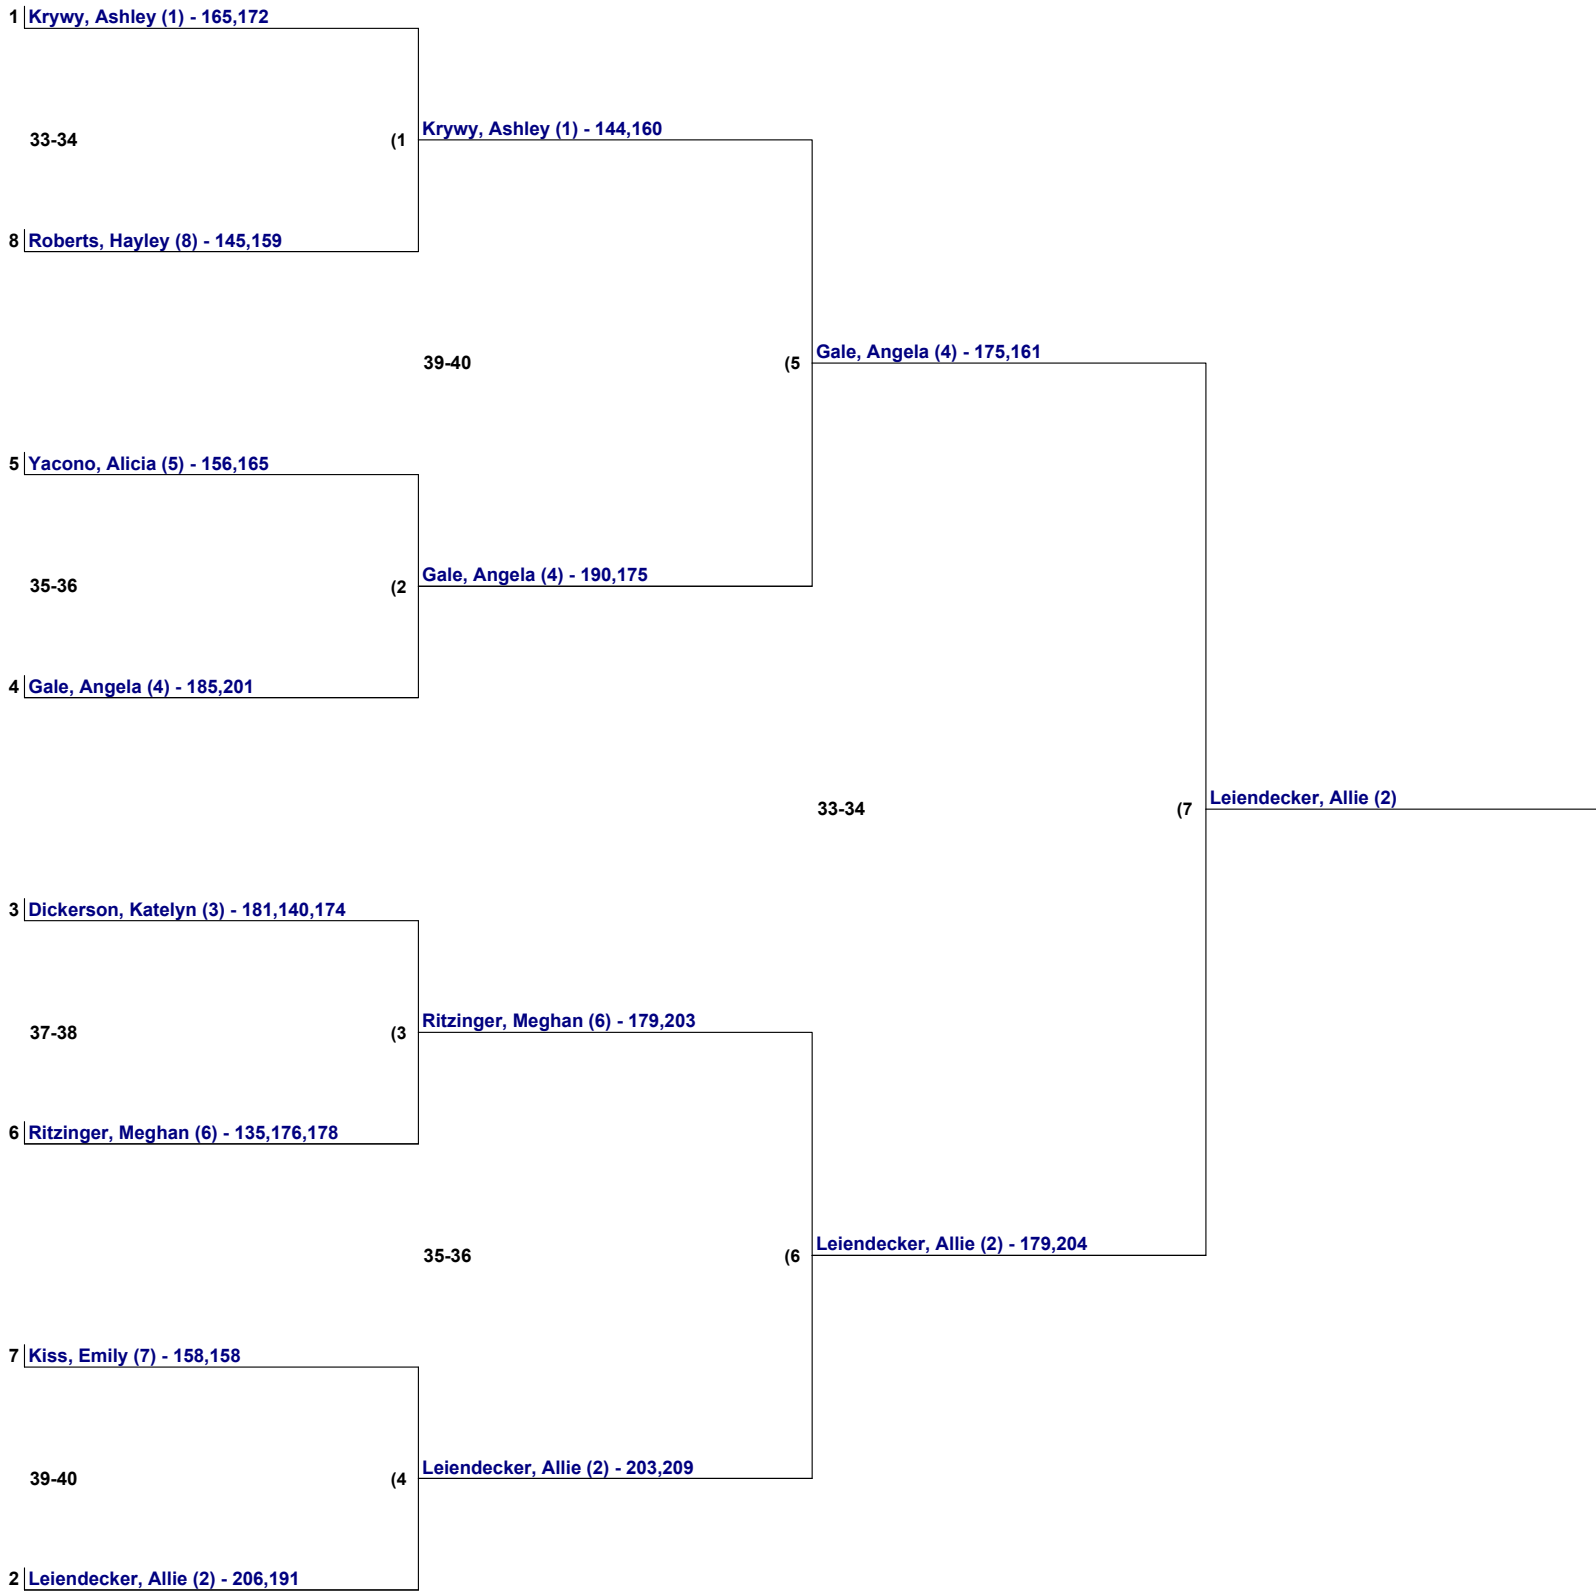 1 Krywy, Ashley (1) - 165,172
Krywy, Ashley (1) - 144,160
33-34 (1
8 Roberts, Hayley (8) - 145,159
Gale, Angela (4) - 175,161
39-40 (5
5 Yacono, Alicia (5) - 156,165
Gale, Angela (4) - 190,175
35-36 (2
4 Gale, Angela (4) - 185,201
Leiendecker, Allie (2)
33-34 (7
3 Dickerson, Katelyn (3) - 181,140,174
Ritzinger, Meghan (6) - 179,203
37-38 (3
6 Ritzinger, Meghan (6) - 135,176,178
Leiendecker, Allie (2) - 179,204
35-36 (6
7 Kiss, Emily (7) - 158,158
Leiendecker, Allie (2) - 203,209
39-40 (4
2 Leiendecker, Allie (2) - 206,191